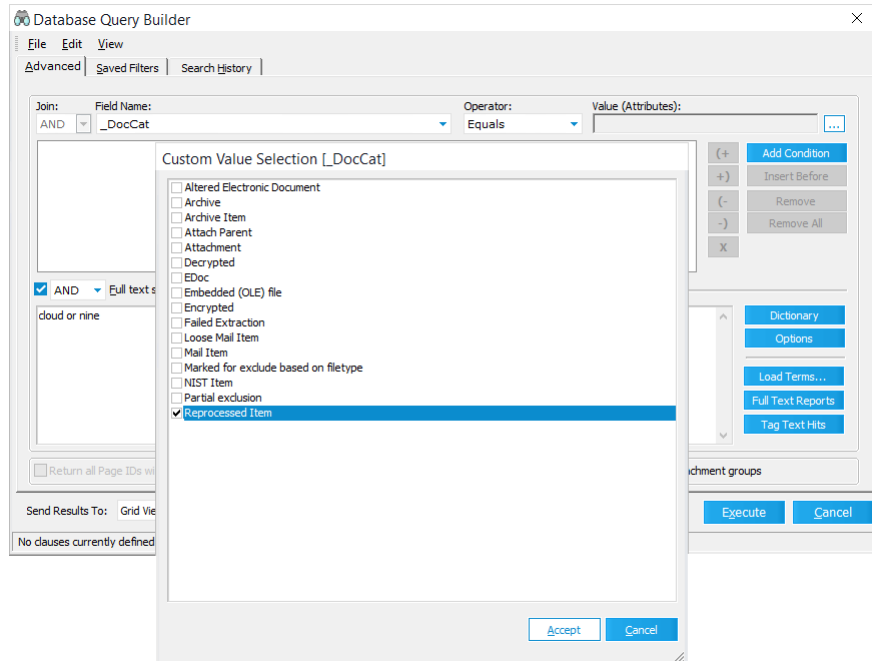 Database Query Builder
File Edit View
Advanced Saved Filters Search History
Join: Field Name: Operator: Value (Attributes):
AND _DocCat Equals ...
Custom Value Selection [_DocCat]
Altered Electronic Document
Archive
Archive Item
Attach Parent
Attachment
Decrypted
EDoc
Embedded (OLE) file
Encrypted
Failed Extraction
Loose Mail Item
Mail Item
Marked for exclude based on filetype
NIST Item
Partial exclusion
Reprocessed Item
Accept Cancel
(+ Add Condition
+) Insert Before
(- Remove
-) Remove All
X
AND Full text
cloud or nine
Dictionary
Options
Load Terms...
Full Text Reports
Tag Text Hits
Return all Page IDs
groups
Send Results To: Grid
Execute Cancel
No clauses currently defined